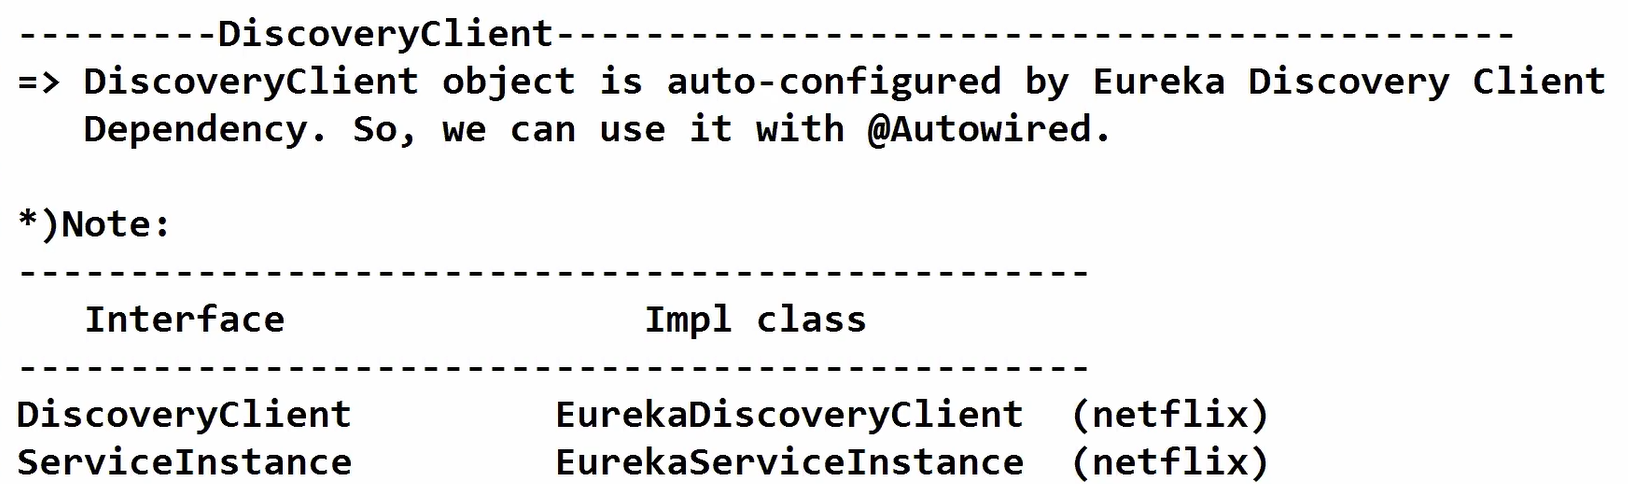 ---------DiscoveryClient-------------------------------------------
=> DiscoveryClient object is auto-configured by Eureka Discovery Client
   Dependency. So, we can use it with @Autowired.

*)Note:
------------------------------------------------
   Interface                Impl class
------------------------------------------------
DiscoveryClient         EurekaDiscoveryClient  (netflix)
ServiceInstance         EurekaServiceInstance  (netflix)